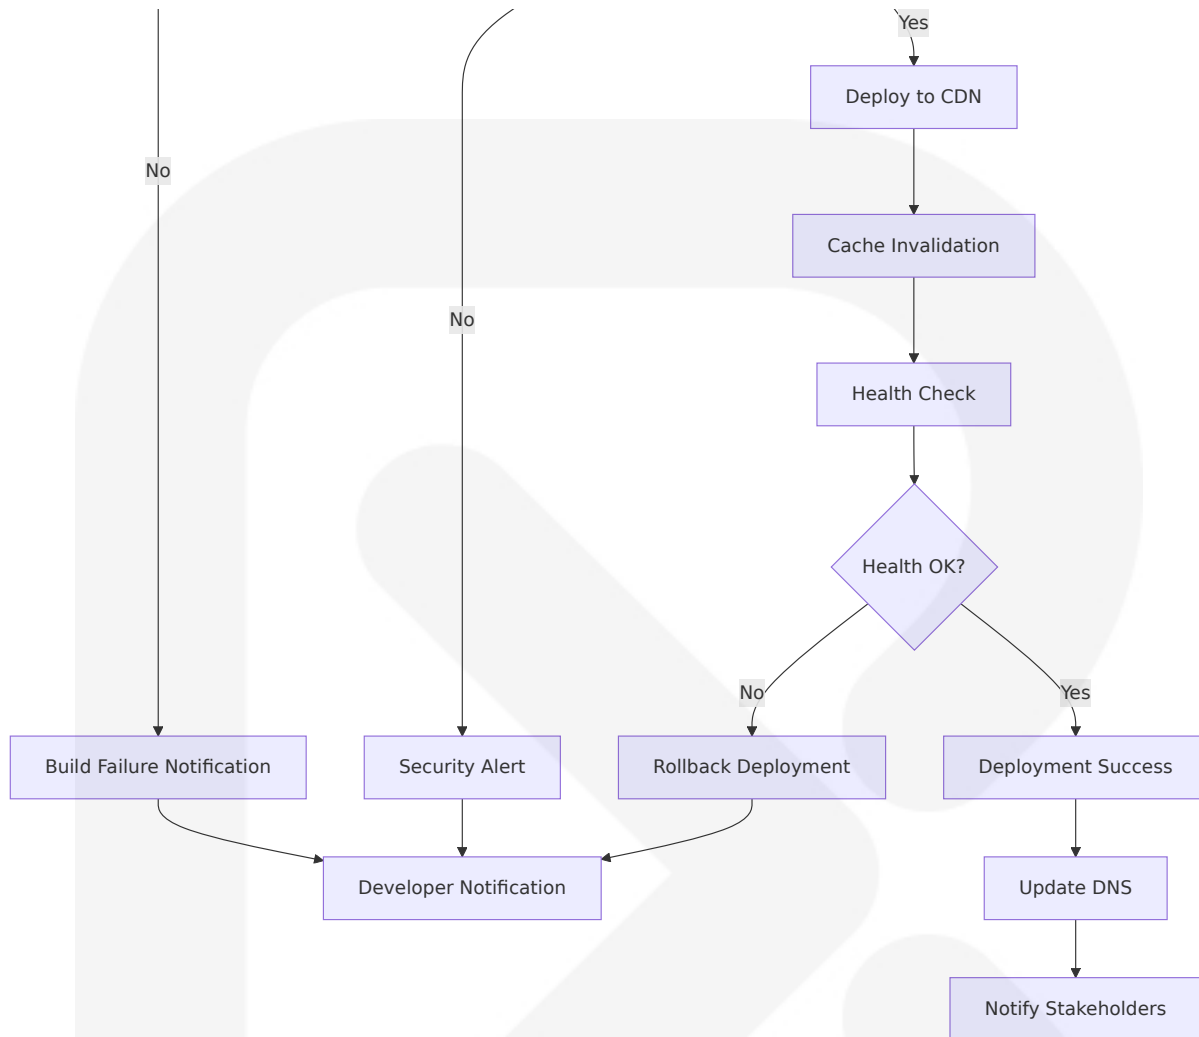 Yes
Deploy to CDN
No
Cache Invalidation
No
Health Check
Health OK?
No
Yes
Build Failure Notification
Security Alert
Rollback Deployment
Deployment Success
Developer Notification
Update DNS
Notify Stakeholders